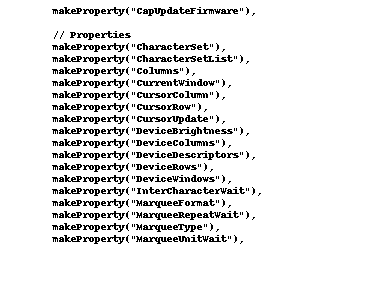 makeProperty("CapUpdateFirmware"),
// Properties
makeProperty("CharacterSet"),
makeProperty("CharacterSetList"),
makeProperty("Columns"),
makeProperty("CurrentWindow"),
makeProperty("CursorColumn"),
makeProperty("CursorRow"),
makeProperty("CursorUpdate"),
makeProperty("DeviceBrightness"),
makeProperty("DeviceColumns"),
makeProperty("DeviceDescriptors"),
makeProperty("DeviceRows"),
makeProperty("DeviceWindows"),
makeProperty("InterCharacterWait"),
makeProperty("MarqueeFormat"),
makeProperty("MarqueeRepeatWait"),
makeProperty("MarqueeType"),
makeProperty("MarqueeUnitWait"),